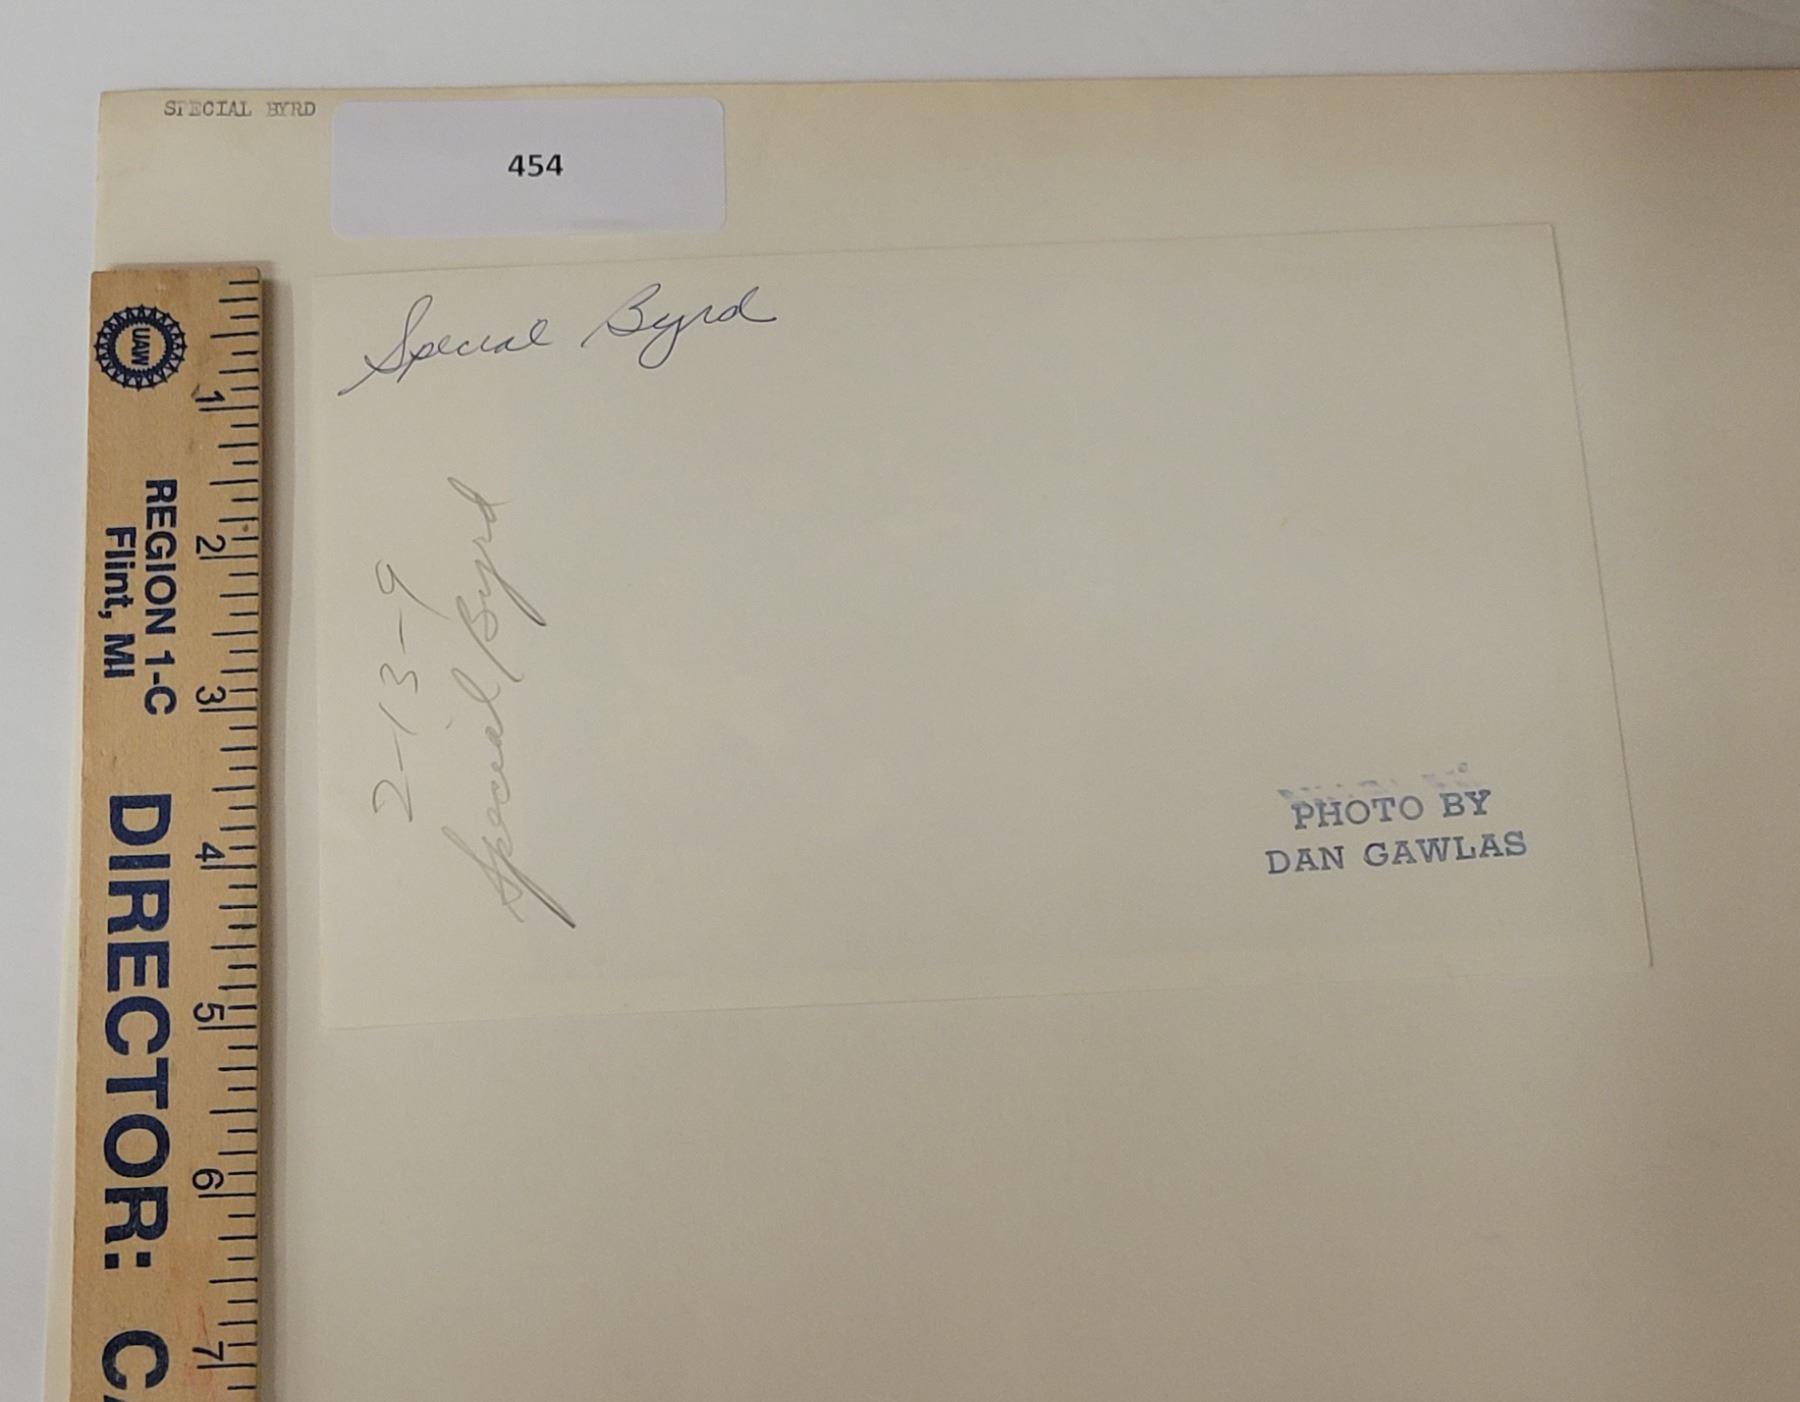 SPECIAL BYRD
454
Special Byrd
2-13-9
Special Byrd
PHOTO BY
DAN GAWLAS
UAW
REGION 1-C
Flint, MI
DIRECTOR:
1
2
3
4
5
6
7